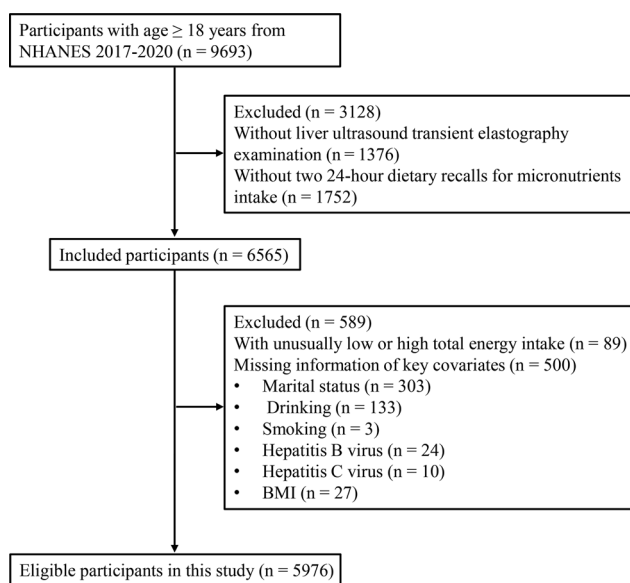 Participants with age ≥ 18 years from
NHANES 2017-2020 (n = 9693)
Excluded (n = 3128)
Without liver ultrasound transient elastography
examination (n = 1376)
Without two 24-hour dietary recalls for micronutrients
intake (n = 1752)
Included participants (n = 6565)
Excluded (n = 589)
With unusually low or high total energy intake (n = 89)
Missing information of key covariates (n = 500)
• Marital status (n = 303)
• Drinking (n = 133)
• Smoking (n = 3)
• Hepatitis B virus (n = 24)
• Hepatitis C virus (n = 10)
• BMI (n = 27)
Eligible participants in this study (n = 5976)